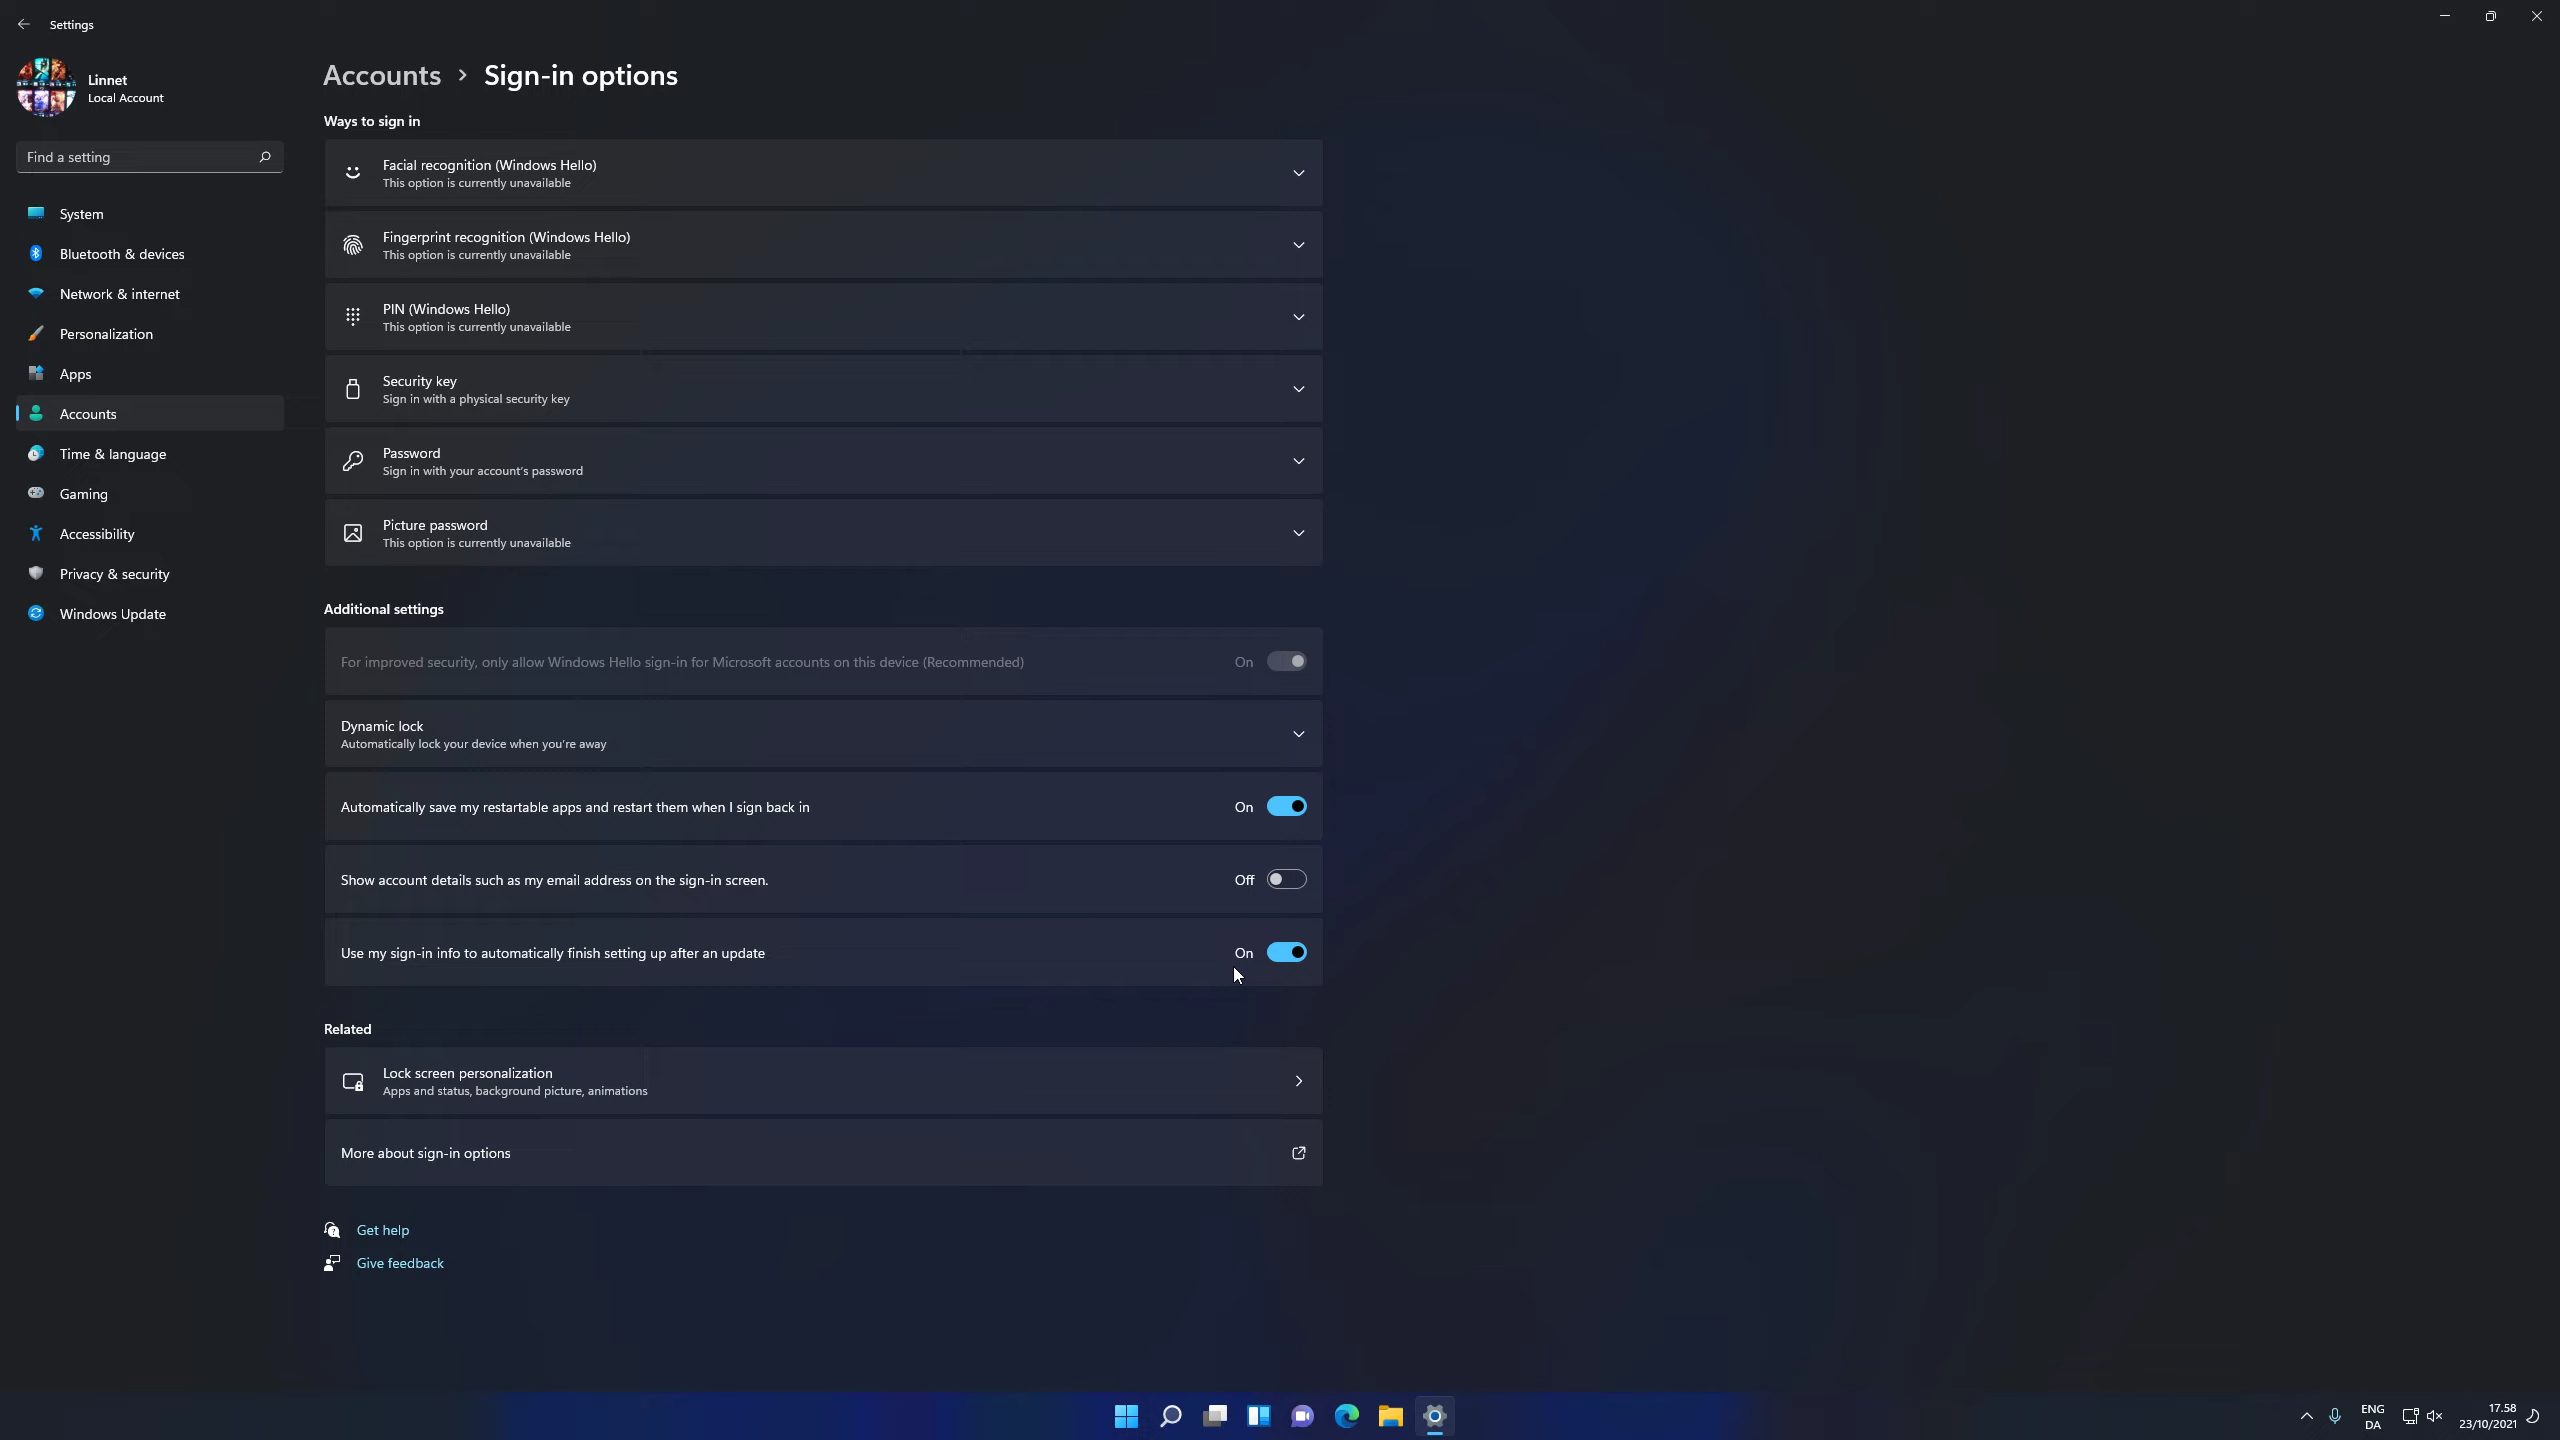 Settings
Linnet
Local Account
Find a setting
System
Bluetooth & devices
Network & internet
Personalization
Apps
Accounts
Time & language
Gaming
Accessibility
Privacy & security
Windows Update
Accounts > Sign-in options
Ways to sign in
Facial recognition (Windows Hello)
This option is currently unavailable
Fingerprint recognition (Windows Hello)
This option is currently unavailable
PIN (Windows Hello)
This option is currently unavailable
Security key
Sign in with a physical security key
Password
Sign in with your account's password
Picture password
This option is currently unavailable
Additional settings
For improved security, only allow Windows Hello sign-in for Microsoft accounts on this device (Recommended) On
Dynamic lock
Automatically lock your device when you're away
Automatically save my restartable apps and restart them when I sign back in On
Show account details such as my email address on the sign-in screen. Off
Use my sign-in info to automatically finish setting up after an update On
Related
Lock screen personalization
Apps and status, background picture, animations
More about sign-in options
Get help
Give feedback
ENG
DA
17.58
23/10/2021